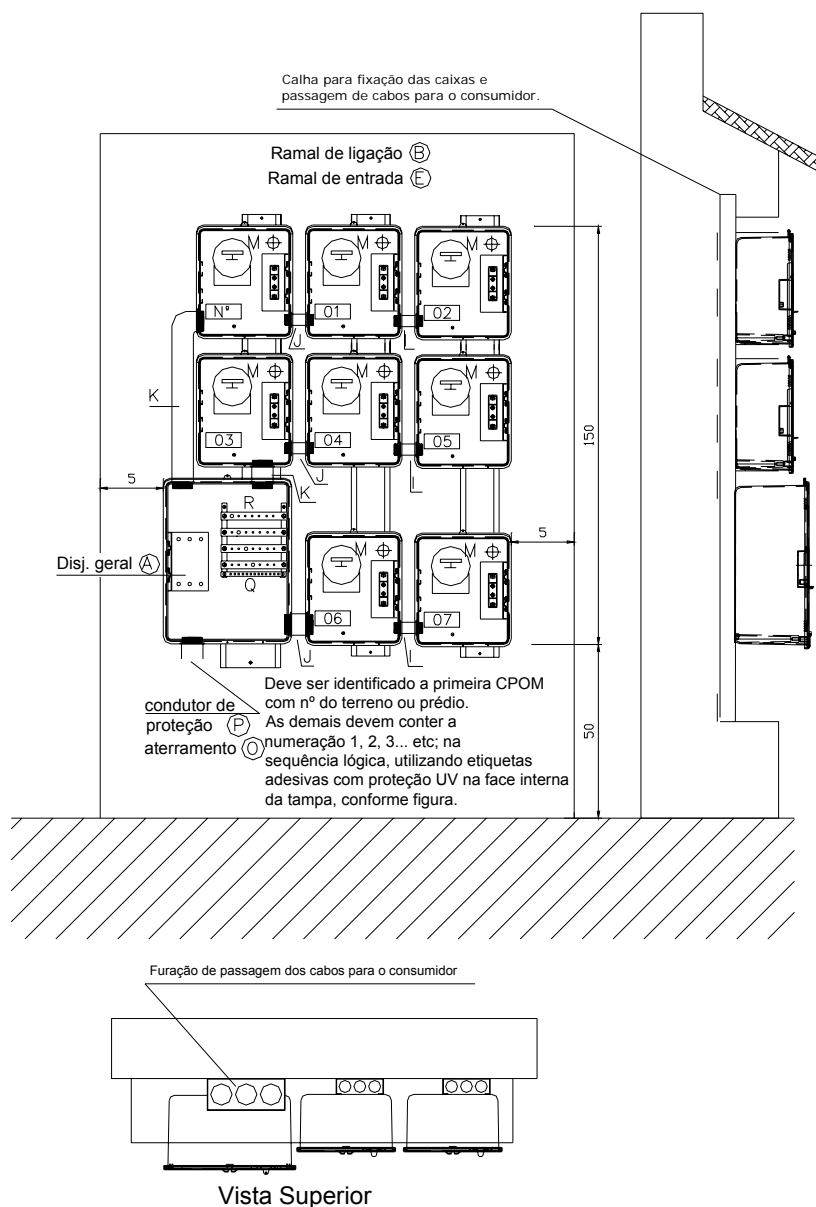 Calha para fixação das caixas e
passagem de cabos para o consumidor.
Ramal de ligação B
Ramal de entrada E
M M M
Nº 01 02
J L
K
M M M
03 04 05
J L
K
150
5
5
R
Disj. geral A
Q
M M
06 07
J I
condutor de
proteção P
aterramento O
Deve ser identificado a primeira CPOM
com nº do terreno ou prédio.
As demais devem conter a
numeração 1, 2, 3... etc; na
sequência lógica, utilizando etiquetas
adesivas com proteção UV na face interna
da tampa, conforme figura.
50
Furação de passagem dos cabos para o consumidor
Vista Superior